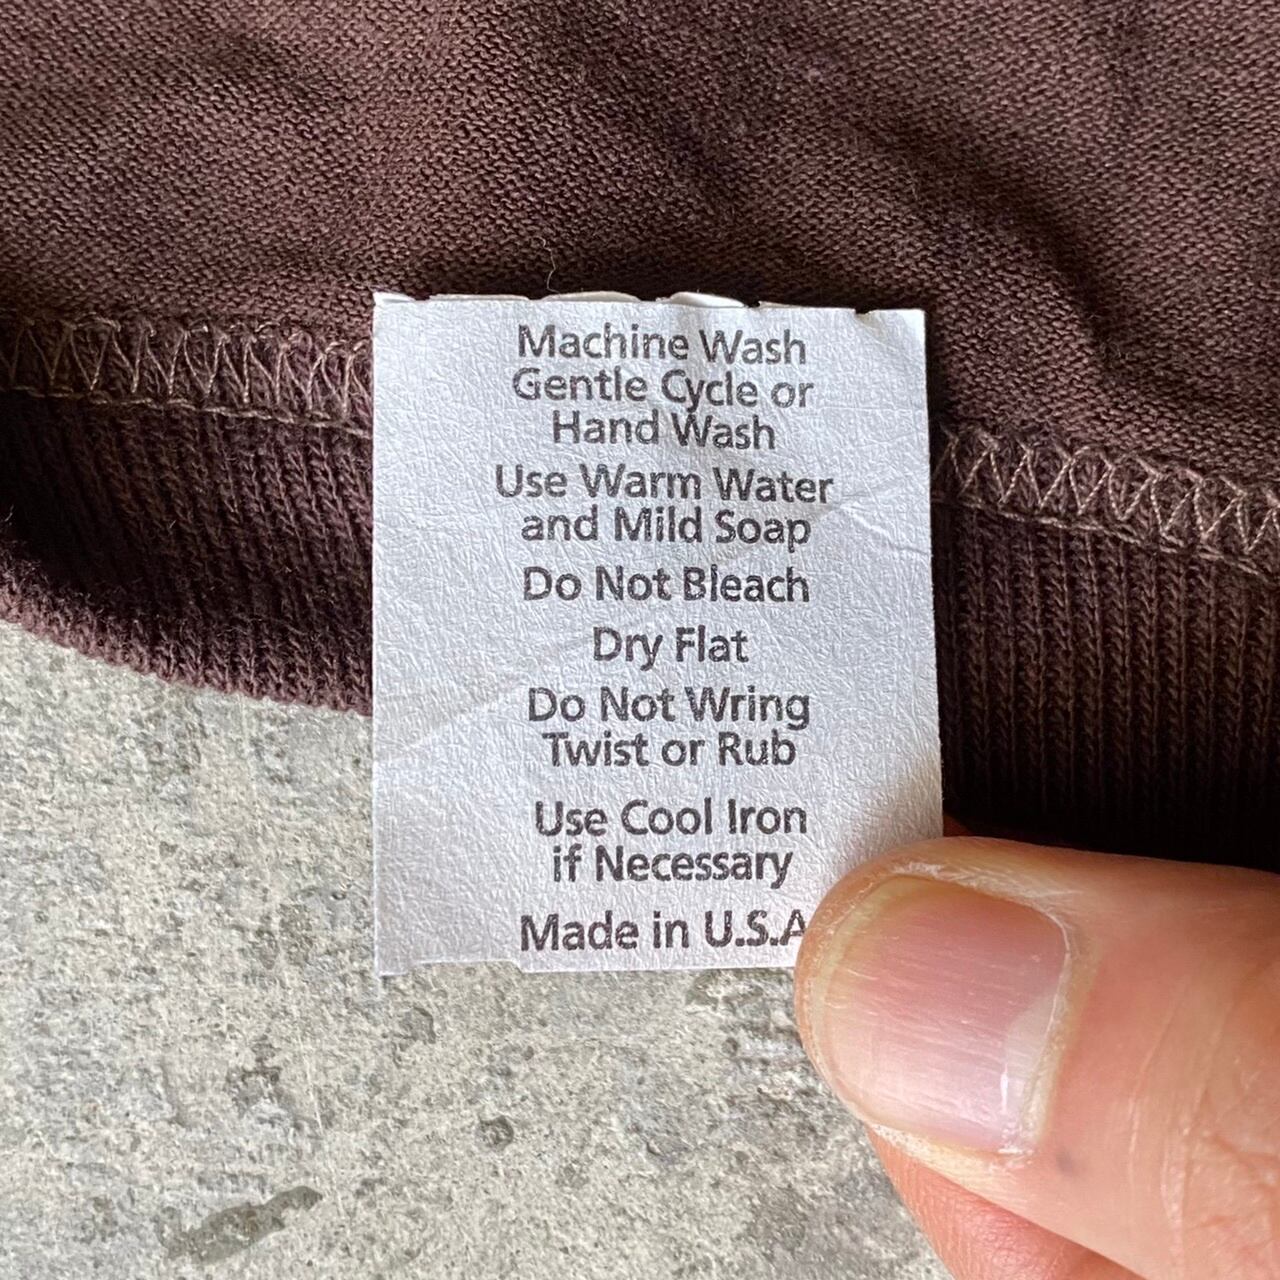 Machine Wash
Gentle Cycle or
Hand Wash
Use Warm Water
and Mild Soap
Do Not Bleach
Dry Flat
Do Not Wring
Twist or Rub
Use Cool Iron
if Necessary
Made in U.S.A